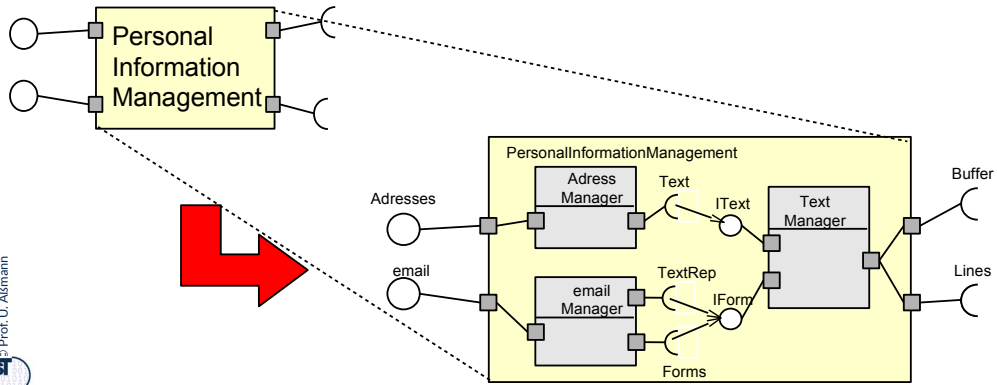 Personal
Information
Management
PersonalInformationManagement
Adresses
Adress
Manager
Text
IText
Text
Manager
Buffer
email
email
Manager
TextRep
IForm
Forms
Lines
Prof. U. Aßmann
ST